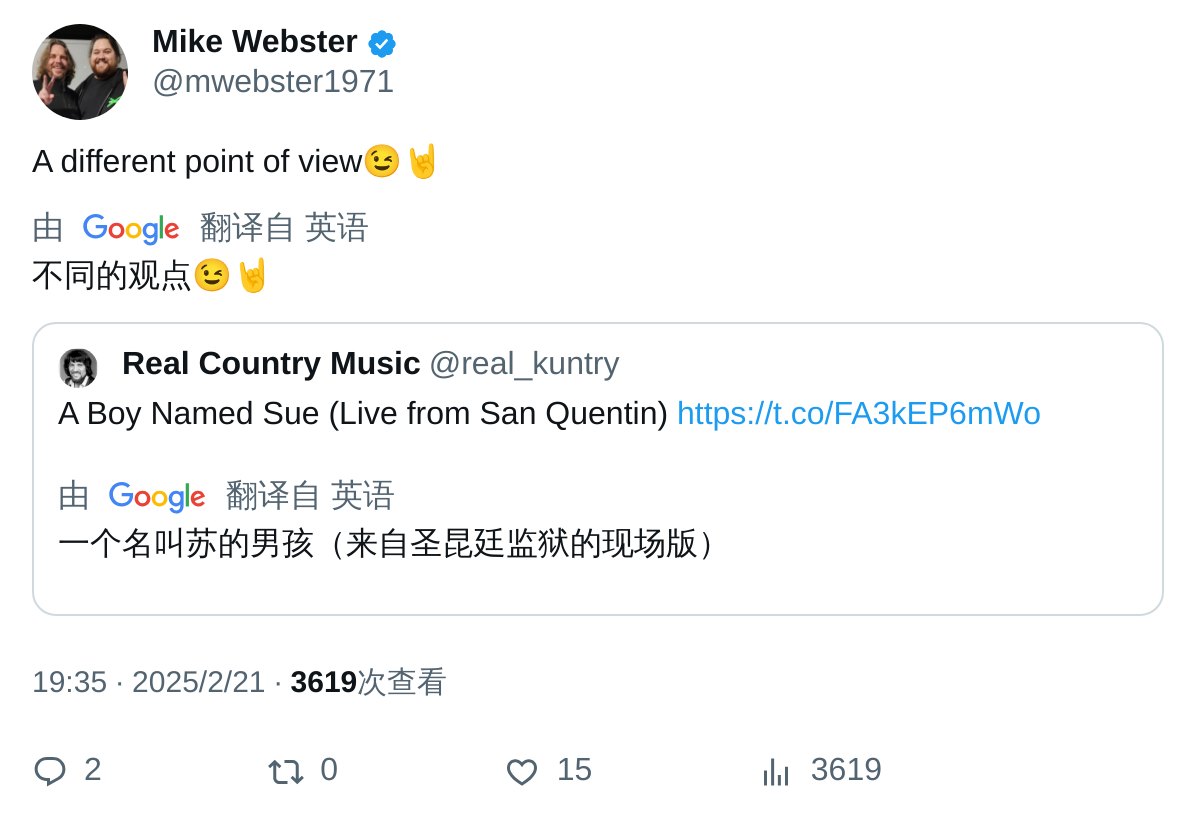 Mike Webster
@mwebster1971
A different point of view😉🤘
由 Google 翻译自 英语
不同的观点😉🤘
Real Country Music @real_kuntry
A Boy Named Sue (Live from San Quentin) https://t.co/FA3kEP6mWo
由 Google 翻译自 英语
一个名叫苏的男孩（来自圣昆廷监狱的现场版）
19:35 · 2025/2/21 · 3619次查看
2 0 15 3619